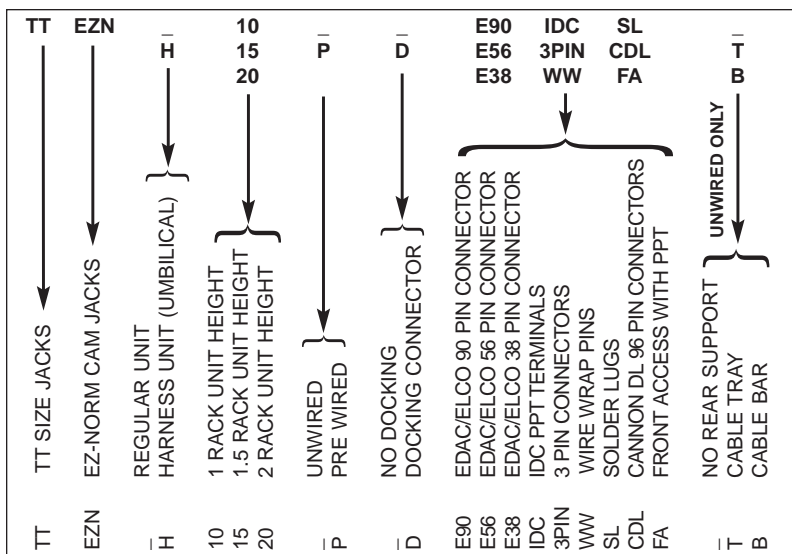 TT EZN _ 10 _ _ E90 IDC SL _
H 15 P D E56 3PIN CDL T
20 E38 WW FA B
UNWIRED ONLY
TT SIZE JACKS
EZ-NORM CAM JACKS
REGULAR UNIT
HARNESS UNIT (UMBILICAL)
1 RACK UNIT HEIGHT
1.5 RACK UNIT HEIGHT
2 RACK UNIT HEIGHT
UNWIRED
PRE WIRED
NO DOCKING
DOCKING CONNECTOR
EDAC/ELCO 90 PIN CONNECTOR
EDAC/ELCO 56 PIN CONNECTOR
EDAC/ELCO 38 PIN CONNECTOR
IDC PPT TERMINALS
3 PIN CONNECTORS
WIRE WRAP PINS
SOLDER LUGS
CANNON DL 96 PIN CONNECTORS
FRONT ACCESS WITH PPT
NO REAR SUPPORT
CABLE TRAY
CABLE BAR
TT
EZN
_
H
10
15
20
_
P
_
D
E90
E56
E38
IDC
3PIN
WW
SL
CDL
FA
_
T
B